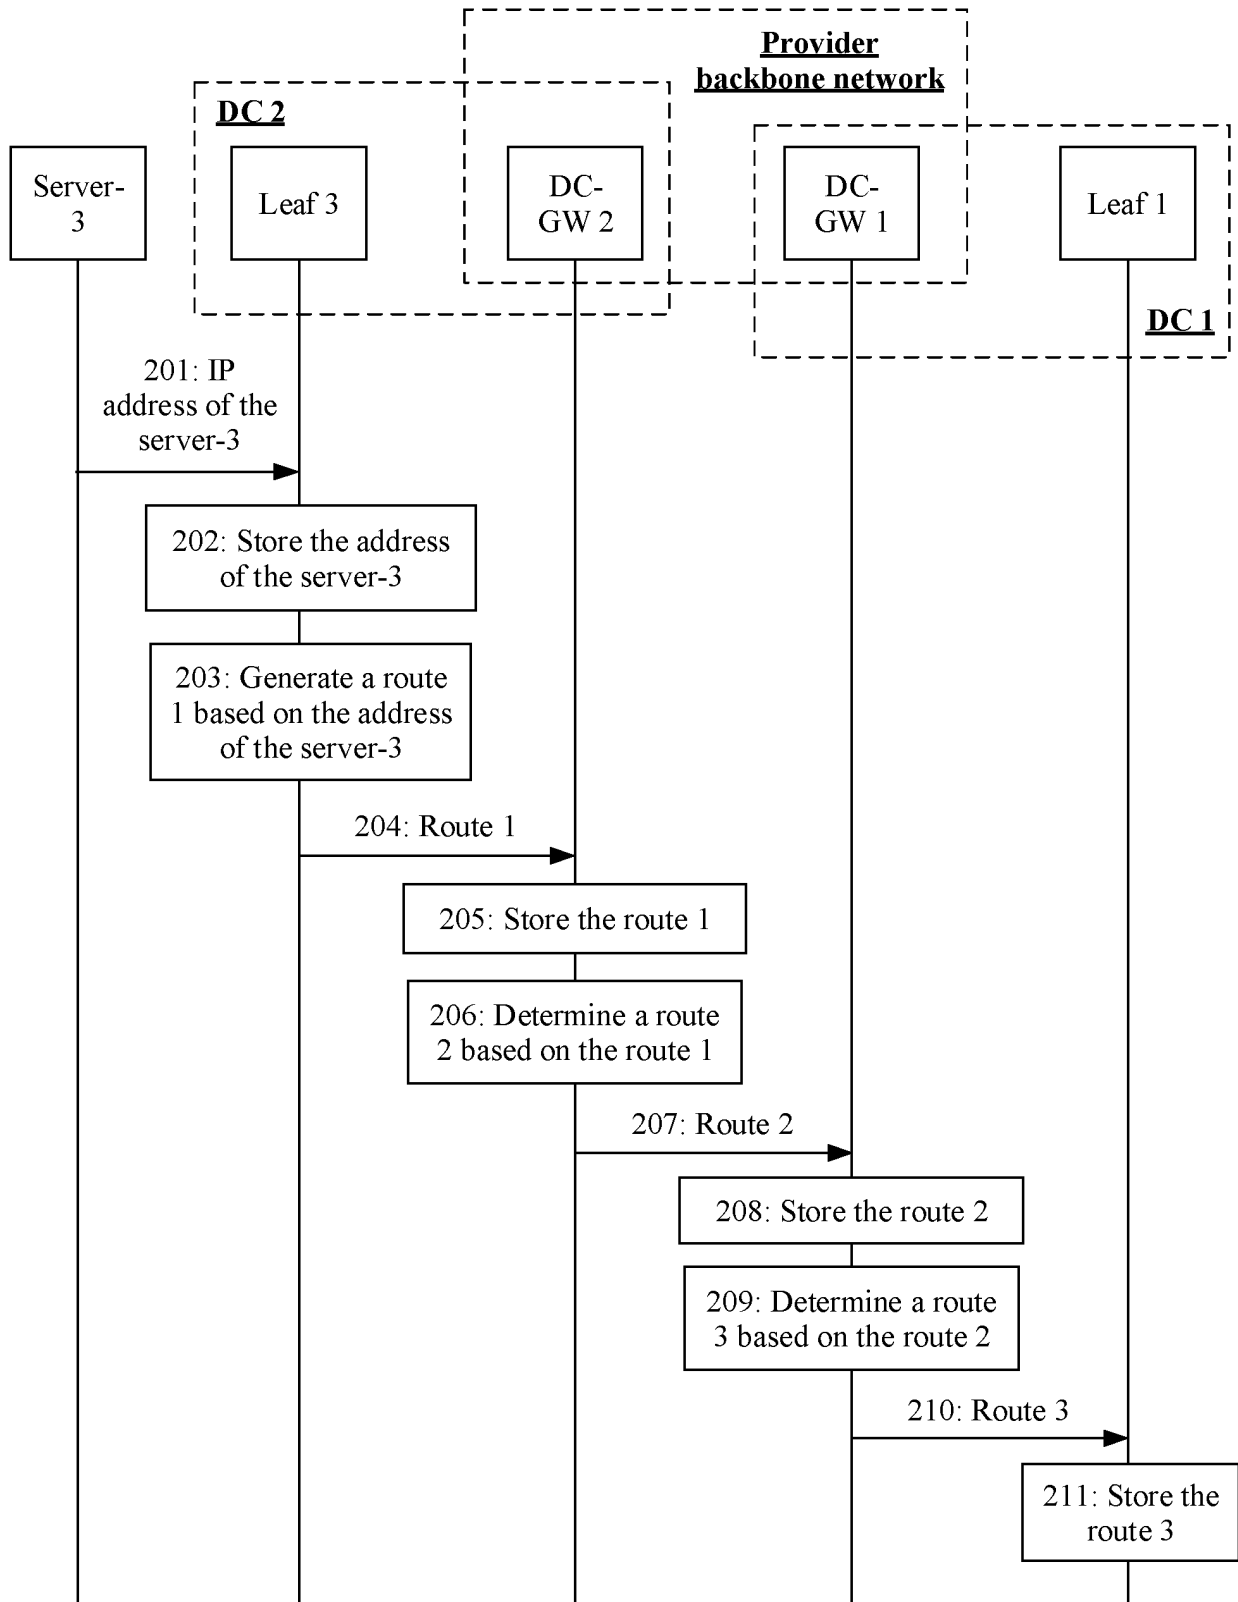 Provider
backbone network
DC 2
Server-
3
Leaf 3
DC-
GW 2
DC-
GW 1
Leaf 1
DC 1
201: IP
address of the
server-3
202: Store the address
of the server-3
203: Generate a route
1 based on the address
of the server-3
204: Route 1
205: Store the route 1
206: Determine a route
2 based on the route 1
207: Route 2
208: Store the route 2
209: Determine a route
3 based on the route 2
210: Route 3
211: Store the
route 3